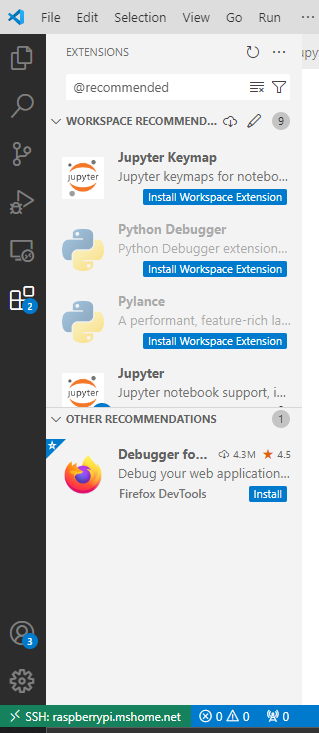 File Edit Selection View Go Run
EXTENSIONS
@recommended
WORKSPACE RECOMMEND... 9
Jupyter Keymap
Jupyter keymaps for notebo...
Install Workspace Extension
Python Debugger
Python Debugger extension...
Install Workspace Extension
Pylance
A performant, feature-rich la...
Install Workspace Extension
Jupyter
Jupyter notebook support, i...
OTHER RECOMMENDATIONS 1
Debugger fo... 4.3M 4.5
Debug your web application...
Firefox DevTools Install
2
3
SSH: raspberrypi.mshome.net 0 0 0